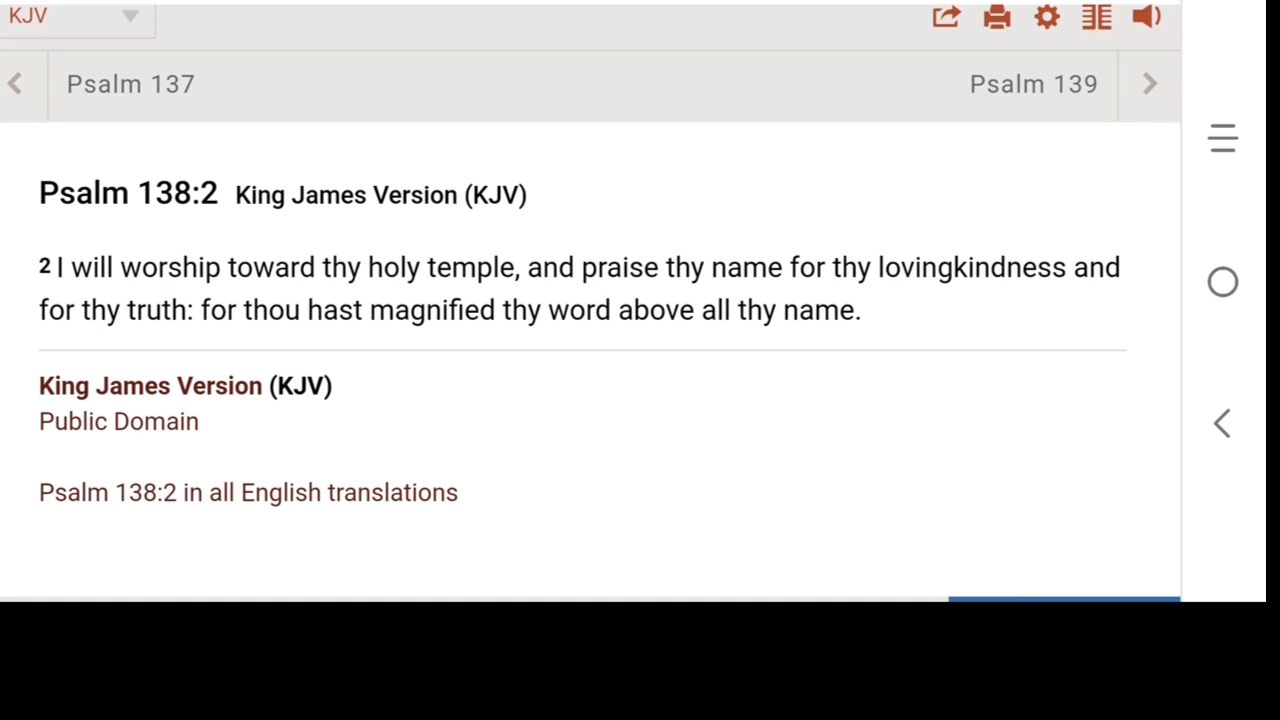 KJV
Psalm 137
Psalm 139
Psalm 138:2 King James Version (KJV)
2 I will worship toward thy holy temple, and praise thy name for thy lovingkindness and
for thy truth: for thou hast magnified thy word above all thy name.
King James Version (KJV)
Public Domain
Psalm 138:2 in all English translations